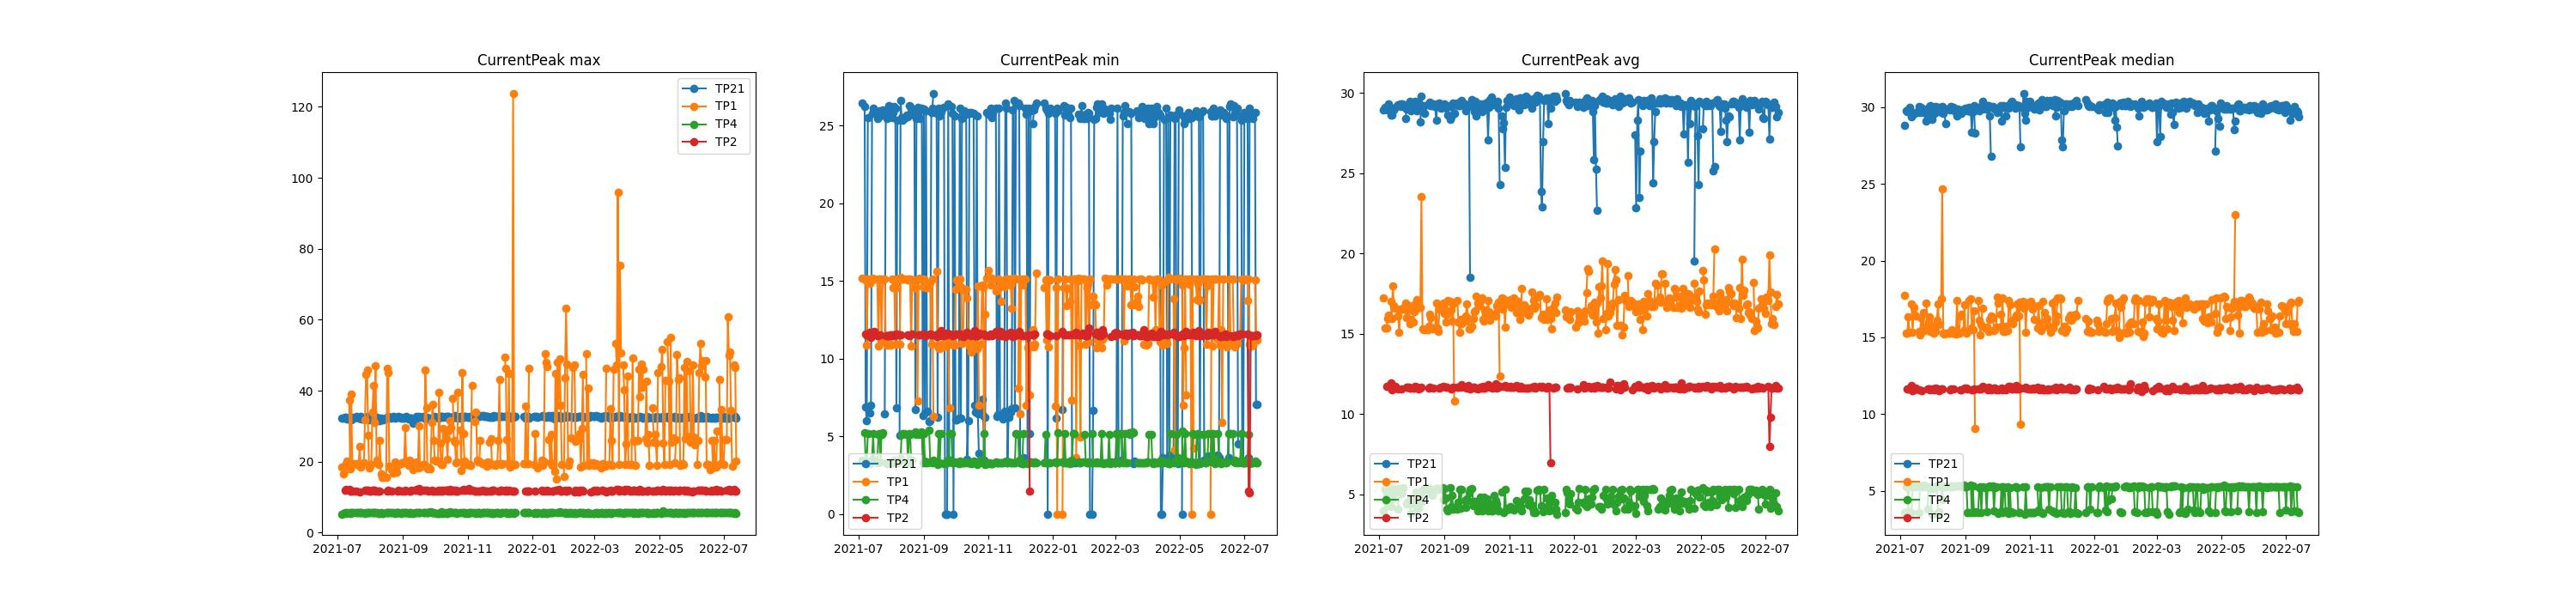 CurrentPeak max
120
100
80
60
40
20
0
2021-07 2021-09 2021-11 2022-01 2022-03 2022-05 2022-07
TP21
TP1
TP4
TP2
CurrentPeak min
25
20
15
10
5
0
2021-07 2021-09 2021-11 2022-01 2022-03 2022-05 2022-07
TP21
TP1
TP4
TP2
CurrentPeak avg
30
25
20
15
10
5
2021-07 2021-09 2021-11 2022-01 2022-03 2022-05 2022-07
TP21
TP1
TP4
TP2
CurrentPeak median
30
25
20
15
10
5
2021-07 2021-09 2021-11 2022-01 2022-03 2022-05 2022-07
TP21
TP1
TP4
TP2